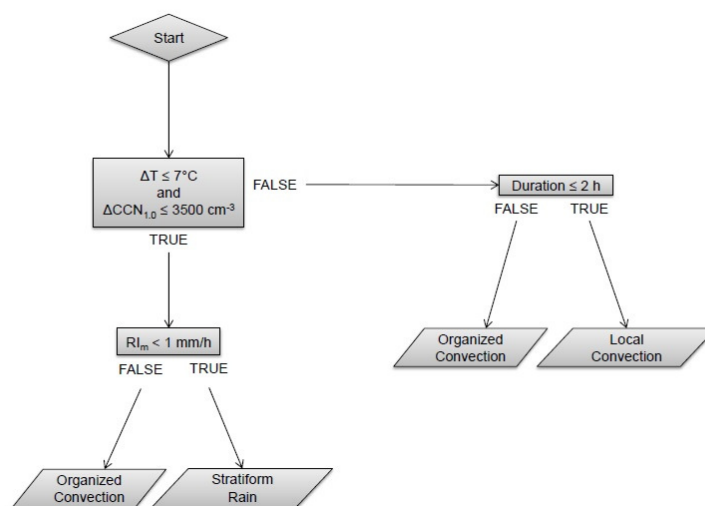 Start
ΔT ≤ 7°C
and
ΔCCN₁.₀ ≤ 3500 cm⁻³
FALSE
TRUE
Duration ≤ 2 h
FALSE TRUE
Organized
Convection
Local
Convection
RIₘ < 1 mm/h
FALSE TRUE
Organized
Convection
Stratiform
Rain